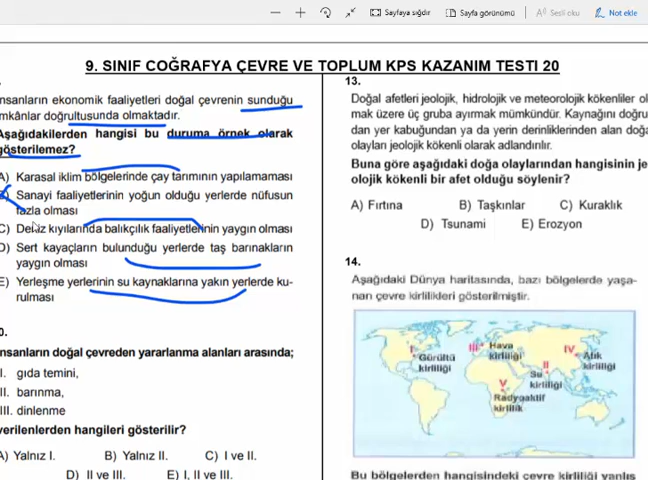 Sayfaya sığdır
Sayfa görünümü
Sesli oku
Not ekle
9. SINIF COĞRAFYA ÇEVRE VE TOPLUM KPS KAZANIM TESTİ 20
nsanların ekonomik faaliyetleri doğal çevrenin sunduğu
mkânlar doğrultusunda olmaktadır.
Aşağıdakilerden hangisi bu duruma örnek olarak
gösterilemez?
A) Karasal iklim bölgelerinde çay tarımının yapılamaması
Sanayi faaliyetlerinin yoğun olduğu yerlerde nüfusun
fazla olması
C) Deniz kıyılarında balıkçılık faaliyetlerinin yaygın olması
D) Sert kayaçların bulunduğu yerlerde taş barınakların
yaygın olması
E) Yerleşme yerlerinin su kaynaklarına yakın yerlerde ku-
rulması
0.
nsanların doğal çevreden yararlanma alanları arasında;
I. gıda temini,
II. barınma,
III. dinlenme
verilenlerden hangileri gösterilir?
A) Yalnız I. B) Yalnız II. C) I ve II.
D) II ve III. E) I, II ve III.
13.
Doğal afetleri jeolojik, hidrolojik ve meteorolojik kökenliler ol
mak üzere üç gruba ayırmak mümkündür. Kaynağını doğru
dan yer kabuğundan ya da yerin derinliklerinden alan doğa
olayları jeolojik kökenli olarak adlandırılır.
Buna göre aşağıdaki doğa olaylarından hangisinin je
olojik kökenli bir afet olduğu söylenir?
A) Fırtına B) Taşkınlar C) Kuraklık
D) Tsunami E) Erozyon
14.
Aşağıdaki Dünya haritasında, bazı bölgelerde yaşa-
nan çevre kirlilikleri gösterilmiştir.
I
Gürültü
kirliliği
III
Hava
kirliliği
IV
Atık
kirliliği
II
Su
kirliliği
V
Radyoaktif
kirlilik
Bu bölgelerden hangisindeki çevre kirliliği yanlış